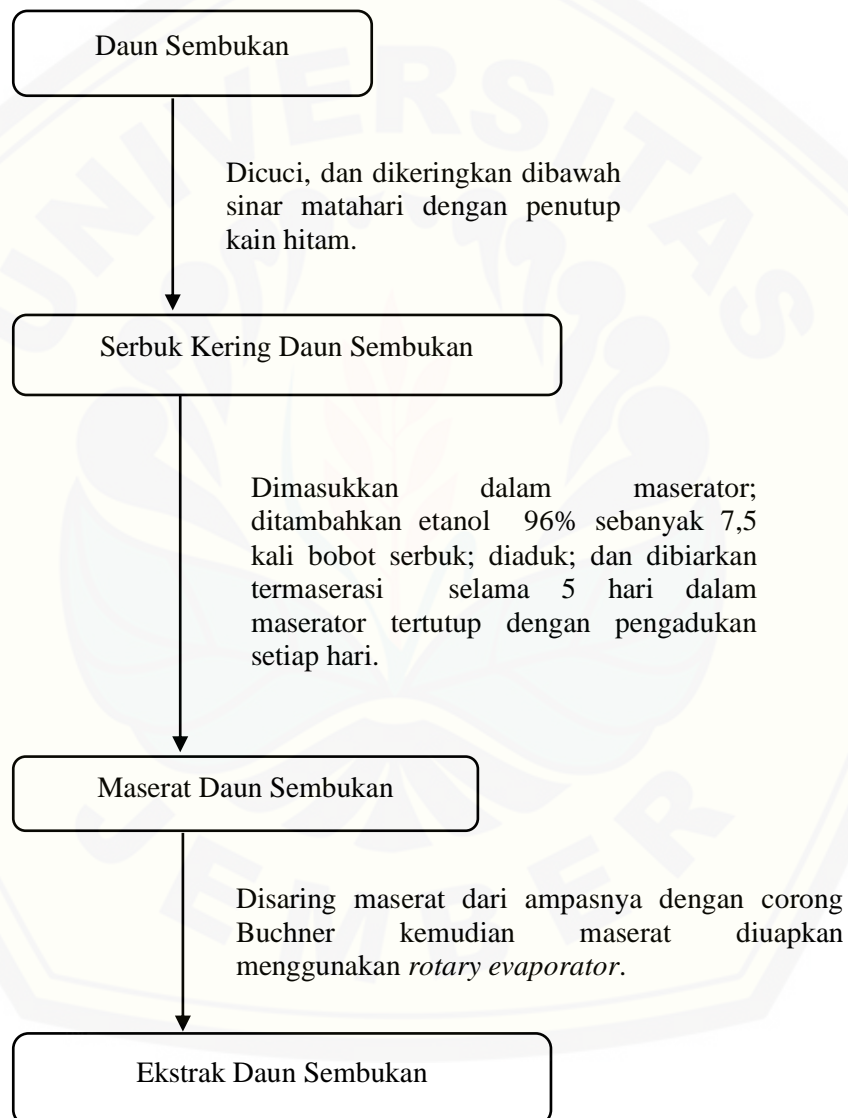 Daun Sembukan
Dicuci, dan dikeringkan dibawah
sinar matahari dengan penutup
kain hitam.
Serbuk Kering Daun Sembukan
Dimasukkan dalam maserator;
ditambahkan etanol 96% sebanyak 7,5
kali bobot serbuk; diaduk; dan dibiarkan
termaserasi selama 5 hari dalam
maserator tertutup dengan pengadukan
setiap hari.
Maserat Daun Sembukan
Disaring maserat dari ampasnya dengan corong
Buchner kemudian maserat diuapkan
menggunakan rotary evaporator.
Ekstrak Daun Sembukan
UNIVERSITAS
JEMBER